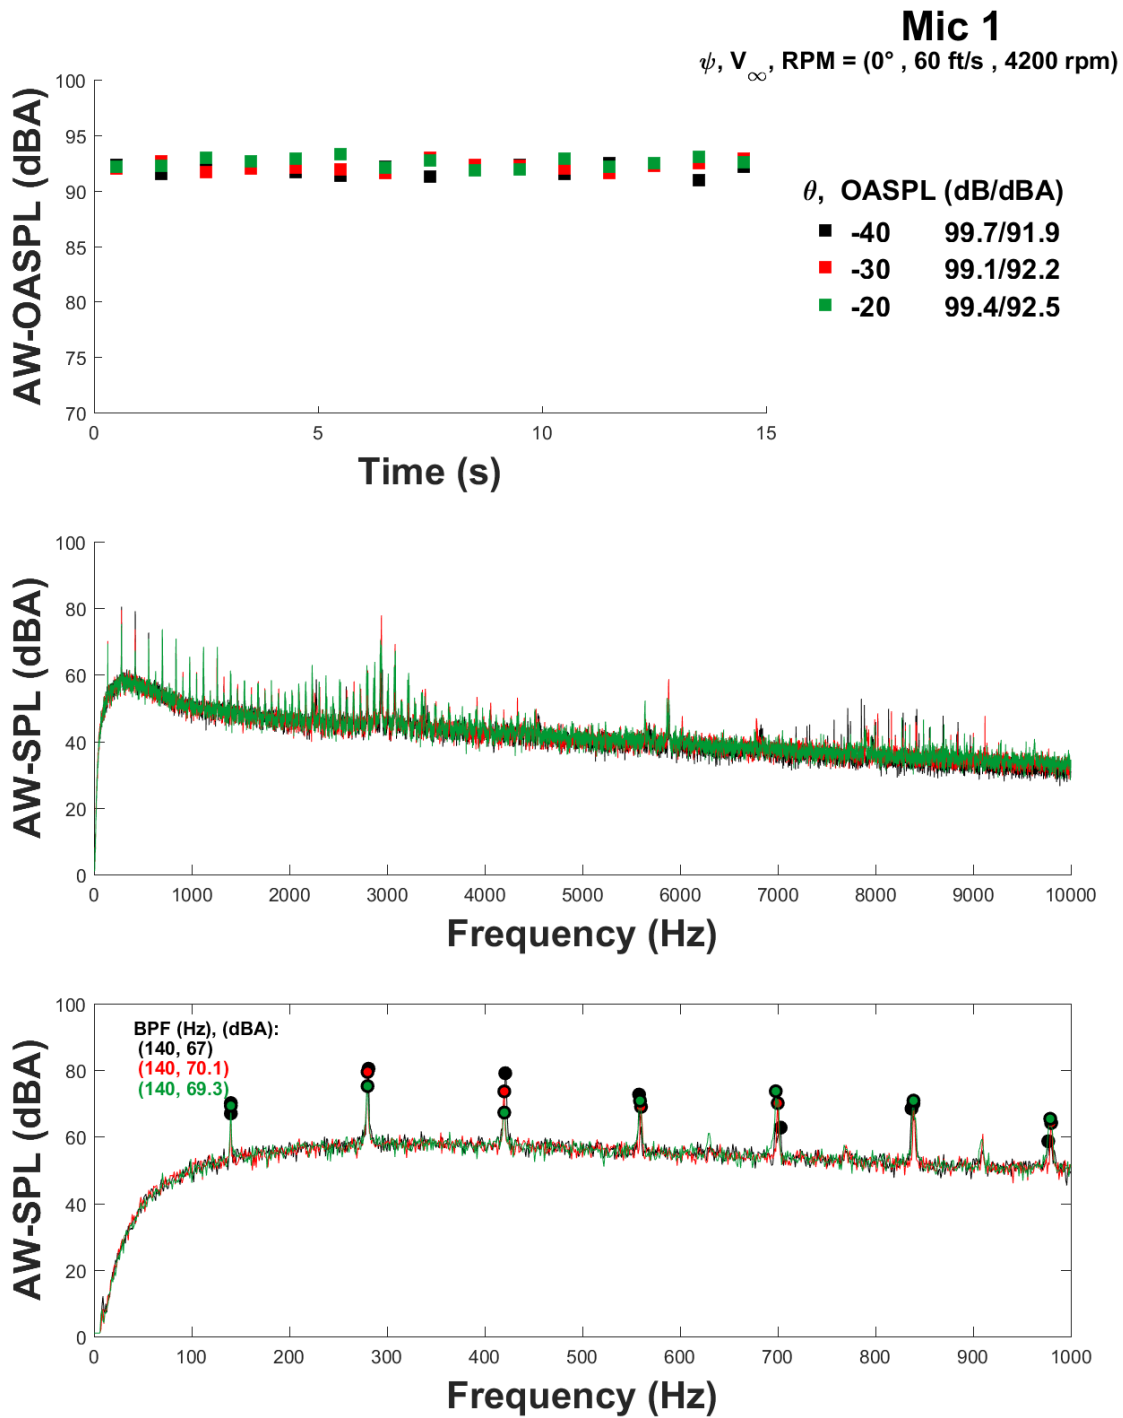 Mic 1
ψ, V∞, RPM = (0° , 60 ft/s , 4200 rpm)
AW-OASPL (dBA)
100
95
90
85
80
75
70
0 5 10 15
Time (s)
θ, OASPL (dB/dBA)
-40 99.7/91.9
-30 99.1/92.2
-20 99.4/92.5
AW-SPL (dBA)
100
80
60
40
20
0
0 1000 2000 3000 4000 5000 6000 7000 8000 9000 10000
Frequency (Hz)
AW-SPL (dBA)
100
80
60
40
20
0
BPF (Hz), (dBA):
(140, 67)
(140, 70.1)
(140, 69.3)
0 100 200 300 400 500 600 700 800 900 1000
Frequency (Hz)